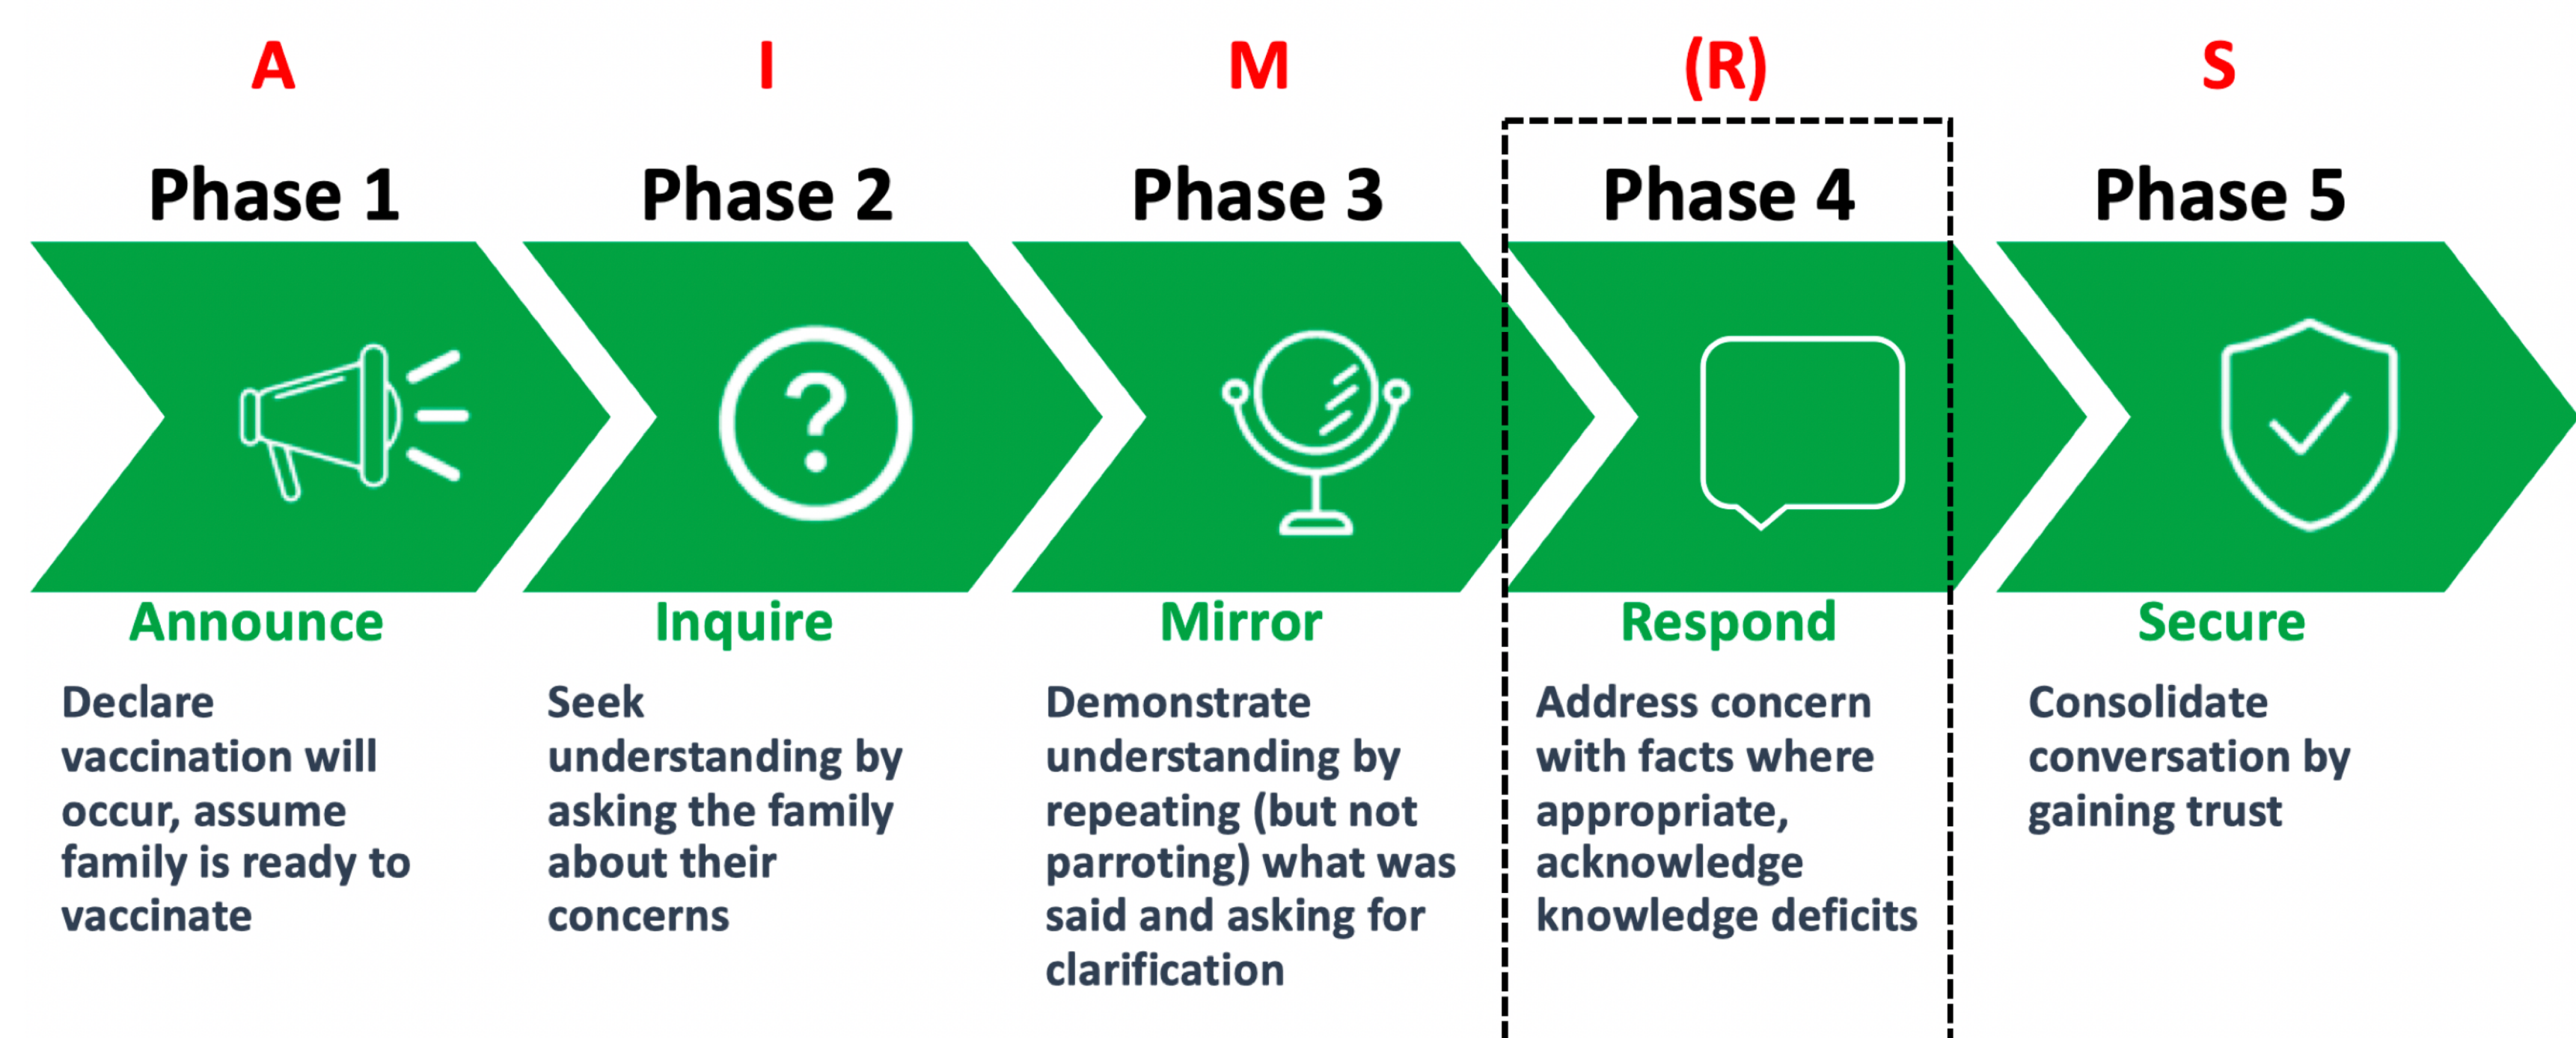 A
I
M
(R)
S
Phase 1
Phase 2
Phase 3
Phase 4
Phase 5
?
Announce
Declare
vaccination will
occur, assume
family is ready to
vaccinate
Inquire
Seek
understanding by
asking the family
about their
concerns
Mirror
Demonstrate
understanding by
repeating (but not
parroting) what was
said and asking for
clarification
Respond
Address concern
with facts where
appropriate,
acknowledge
knowledge deficits
Secure
Consolidate
conversation by
gaining trust